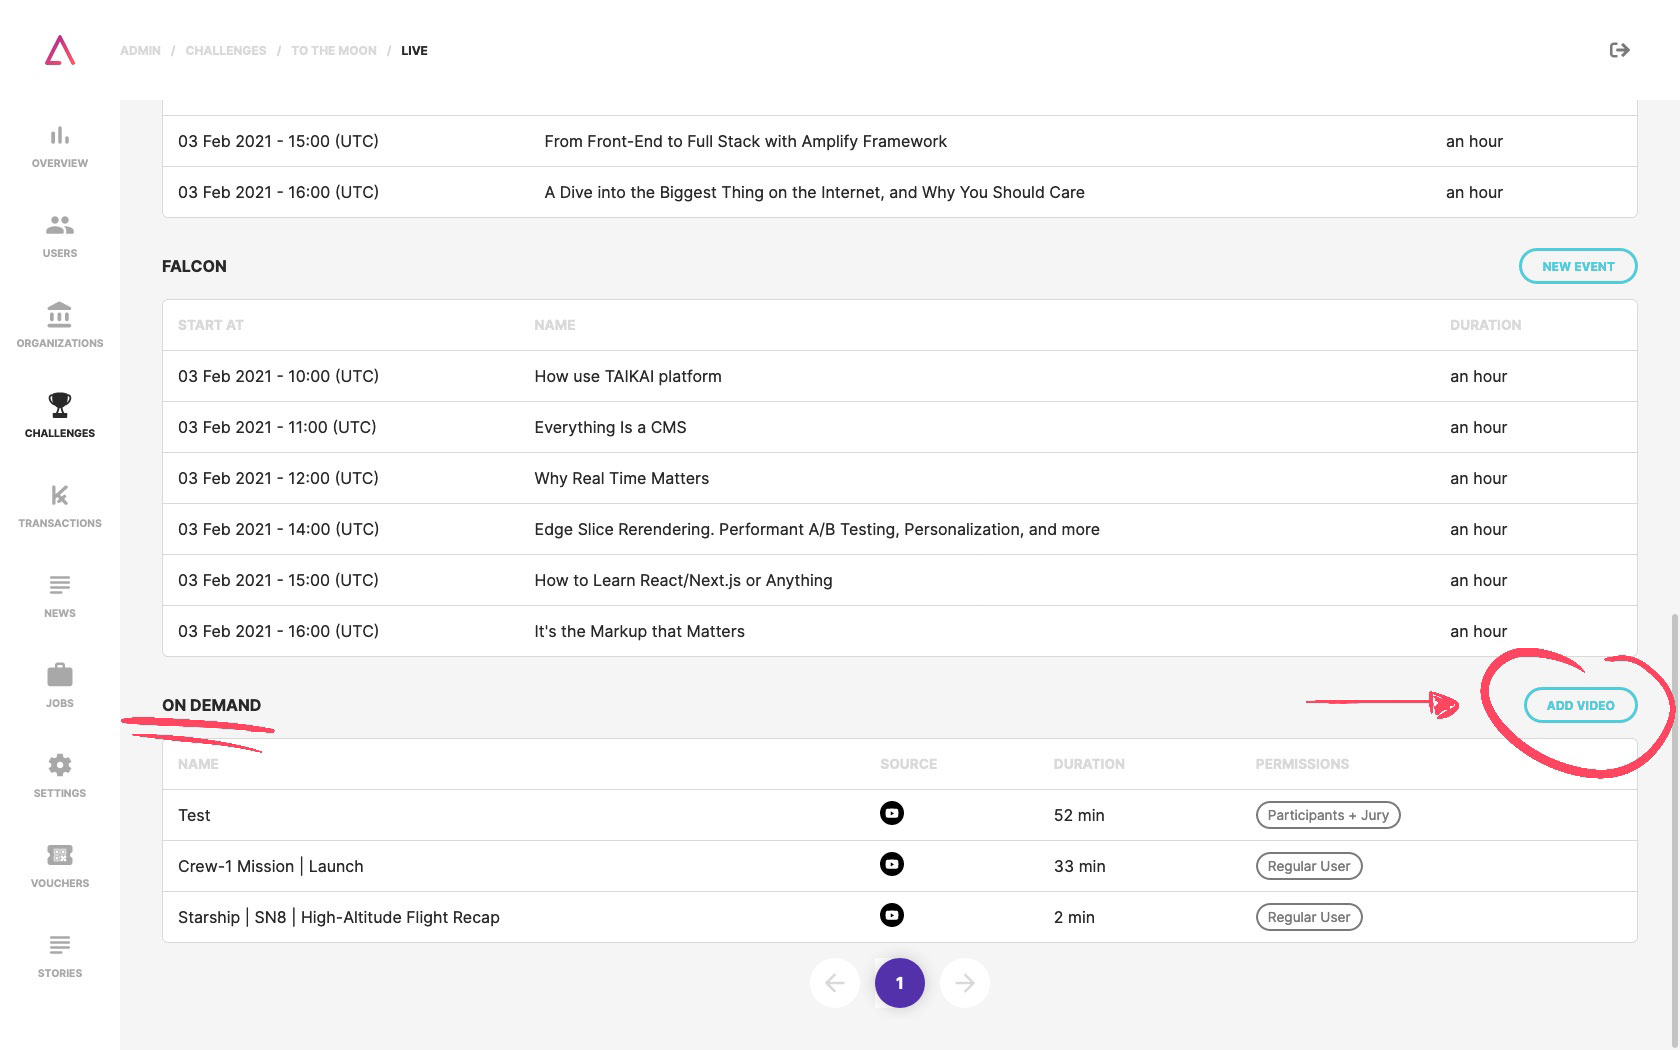 ADMIN / CHALLENGES / TO THE MOON / LIVE
OVERVIEW
USERS
ORGANIZATIONS
CHALLENGES
TRANSACTIONS
NEWS
JOBS
SETTINGS
VOUCHERS
STORIES
03 Feb 2021 - 15:00 (UTC) From Front-End to Full Stack with Amplify Framework an hour
03 Feb 2021 - 16:00 (UTC) A Dive into the Biggest Thing on the Internet, and Why You Should Care an hour
FALCON NEW EVENT
START AT NAME DURATION
03 Feb 2021 - 10:00 (UTC) How use TAIKAI platform an hour
03 Feb 2021 - 11:00 (UTC) Everything Is a CMS an hour
03 Feb 2021 - 12:00 (UTC) Why Real Time Matters an hour
03 Feb 2021 - 14:00 (UTC) Edge Slice Rerendering. Performant A/B Testing, Personalization, and more an hour
03 Feb 2021 - 15:00 (UTC) How to Learn React/Next.js or Anything an hour
03 Feb 2021 - 16:00 (UTC) It's the Markup that Matters an hour
ON DEMAND ADD VIDEO
NAME SOURCE DURATION PERMISSIONS
Test 52 min Participants + Jury
Crew-1 Mission | Launch 33 min Regular User
Starship | SN8 | High-Altitude Flight Recap 2 min Regular User
1